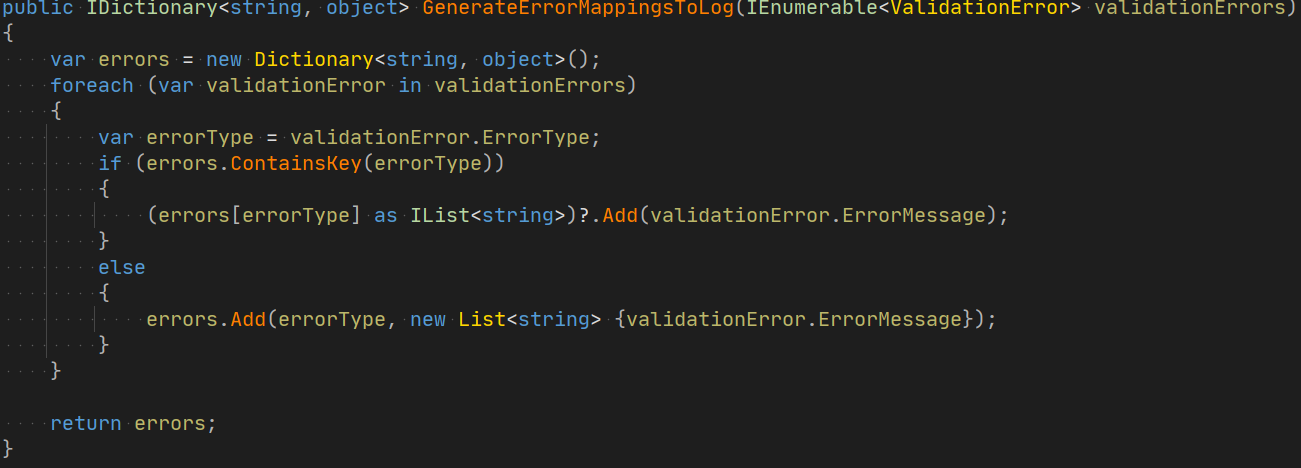 public IDictionary<string, object> GenerateErrorMappingsToLog(IEnumerable<ValidationError> validationErrors)
{
    var errors = new Dictionary<string, object>();
    foreach (var validationError in validationErrors)
    {
        var errorType = validationError.ErrorType;
        if (errors.ContainsKey(errorType))
        {
            (errors[errorType] as IList<string>)?.Add(validationError.ErrorMessage);
        }
        else
        {
            errors.Add(errorType, new List<string> {validationError.ErrorMessage});
        }
    }

    return errors;
}